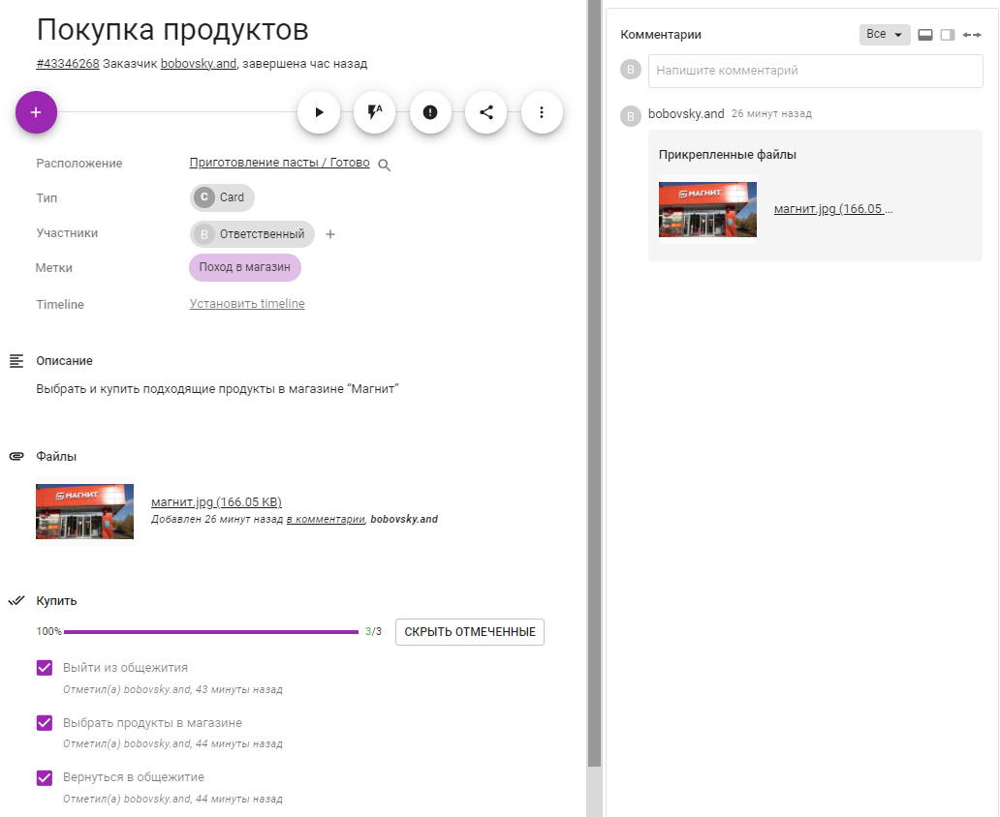 Покупка продуктов
#43346268 Заказчик bobovsky.and, завершена час назад
Расположение
Приготовление пасты / Готово
Тип
C Card
Участники
B Ответственный
Метки
Поход в магазин
Timeline
Установить timeline
Описание
Выбрать и купить подходящие продукты в магазине “Магнит”
Файлы
МАГНИТ
магнит.jpg (166.05 KB)
Добавлен 26 минут назад в комментарии, bobovsky.and
Купить
100%
3/3
СКРЫТЬ ОТМЕЧЕННЫЕ
Выйти из общежития
Отметил(а) bobovsky.and, 43 минуты назад
Выбрать продукты в магазине
Отметил(а) bobovsky.and, 44 минуты назад
Вернуться в общежитие
Отметил(а) bobovsky.and, 44 минуты назад
Комментарии
Все
B
Напишите комментарий
B
bobovsky.and 26 минут назад
Прикрепленные файлы
МАГНИТ
магнит.jpg (166.05 ...